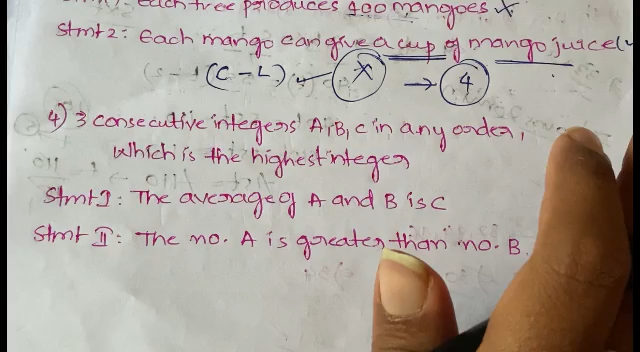 Each tree produces 400 mangoes x
Stmt 2: Each mango can give a cup of mango juice
(C-L) x → 4
4) 3 consecutive integers A, B, C in any order,
which is the highest integer
Stmt I: The average of A and B is C
Stmt II: The no. A is greater than no. B.